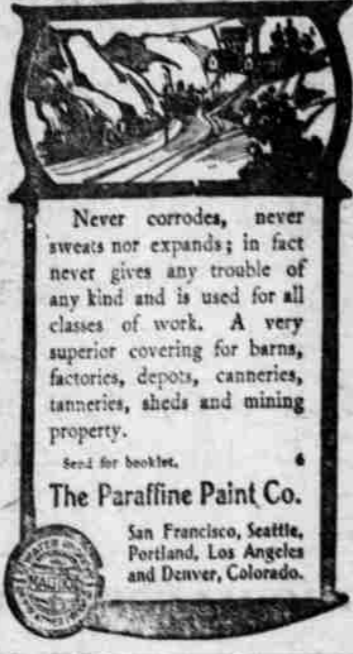 Never corrodes, never
sweats nor expands; in fact
never gives any trouble of
any kind and is used for all
classes of work. A very
superior covering for barns,
factories, depots, canneries,
tanneries, sheds and mining
property.
Send for booklet. 6
The Paraffine Paint Co.
San Francisco, Seattle,
Portland, Los Angeles
and Denver, Colorado.
MALTHOID